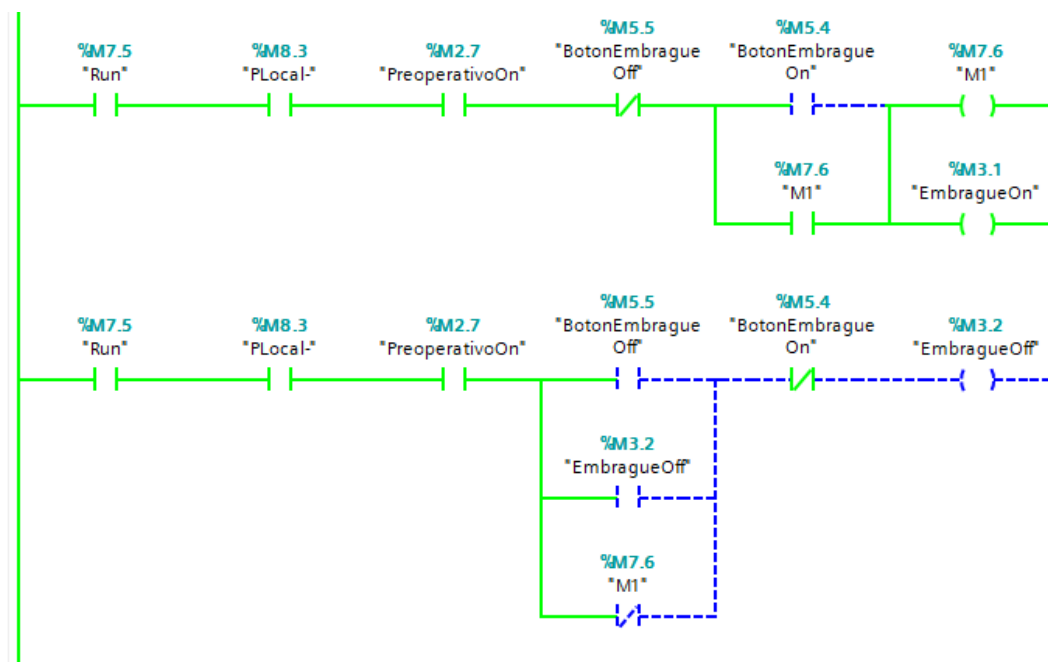 %M7.5
"Run"
%M8.3
"PLocal-"
%M2.7
"PreoperativoOn"
%M5.5
"BotonEmbrague
Off"
%M5.4
"BotonEmbrague
On"
%M7.6
"M1"
%M7.6
"M1"
%M3.1
"EmbragueOn"
%M7.5
"Run"
%M8.3
"PLocal-"
%M2.7
"PreoperativoOn"
%M5.5
"BotonEmbrague
Off"
%M5.4
"BotonEmbrague
On"
%M3.2
"EmbragueOff"
%M3.2
"EmbragueOff"
%M7.6
"M1"